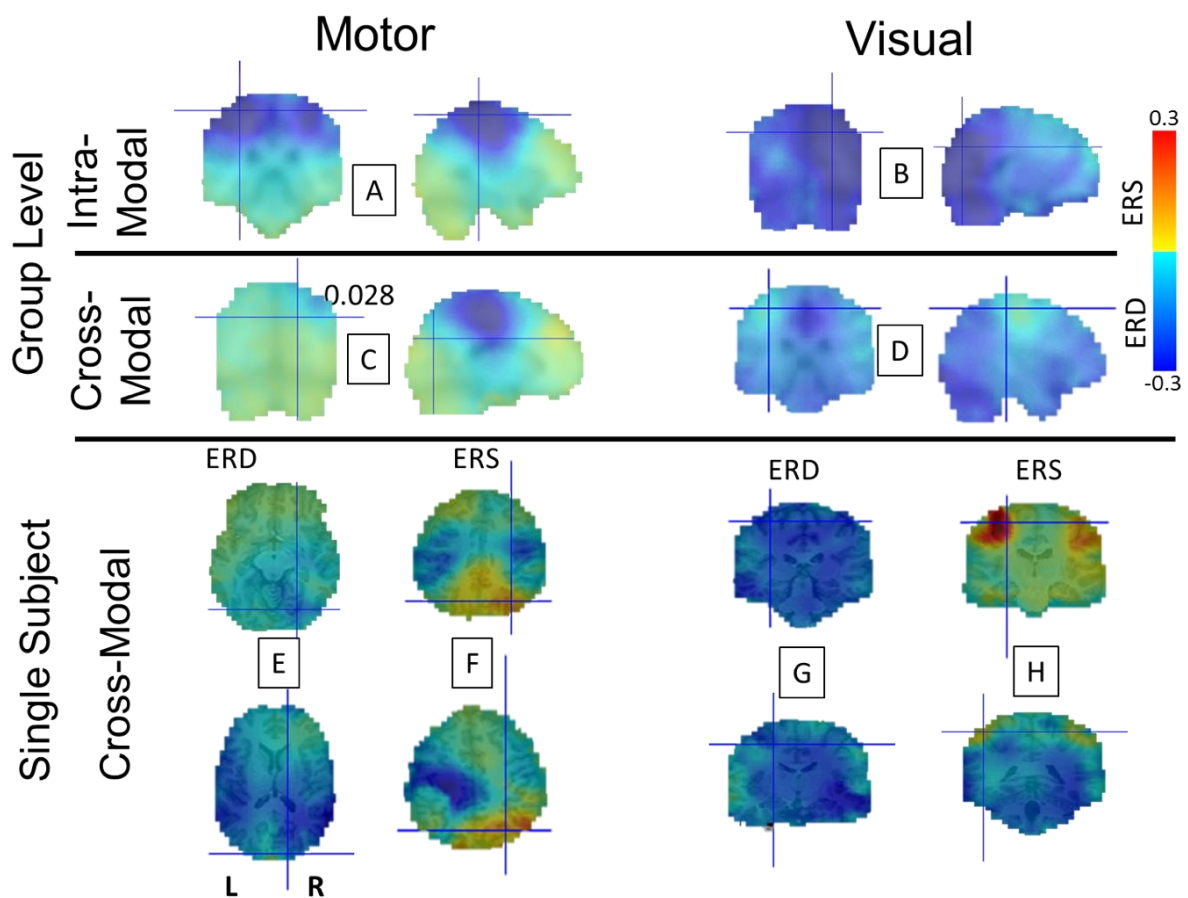 Motor
Visual
Group Level
Intra-
Modal
A
B
0.3
ERS
ERD
-0.3
Cross-
Modal
0.028
C
D
Single Subject
Cross-Modal
ERD
ERS
ERD
ERS
E
F
G
H
L
R